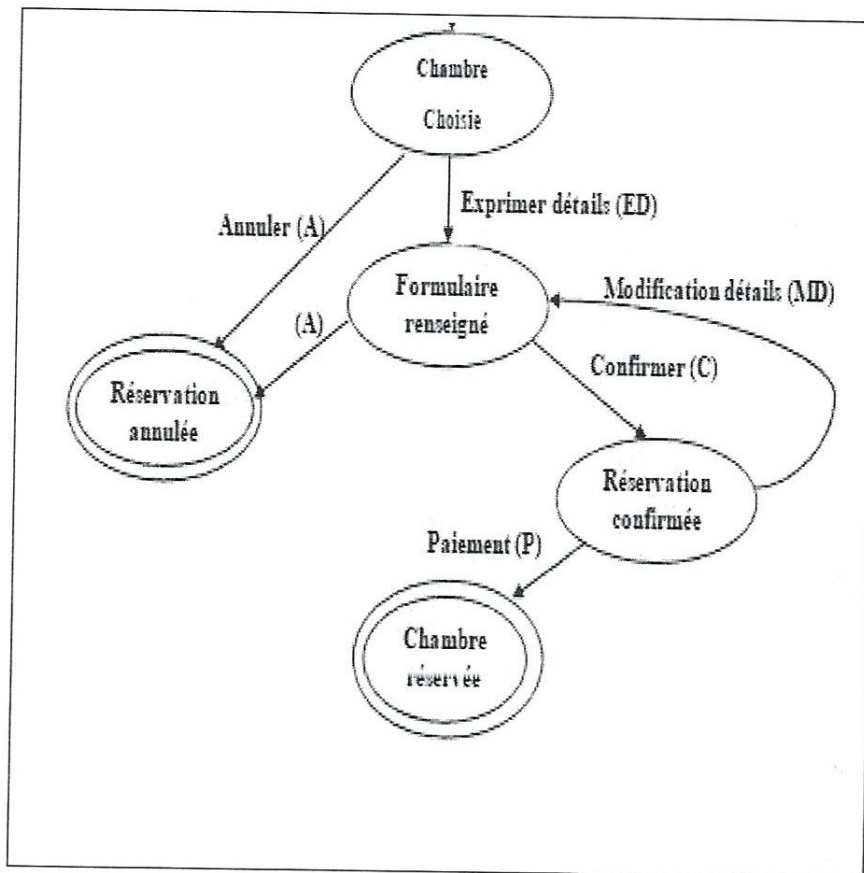 Chambre
Choisie
Exprimer détails (ED)
Annuler (A)
Formulaire
renseigné
Modification détails (MD)
(A)
Confirmer (C)
Réservation
annulée
Réservation
confirmée
Paiement (P)
Chambre
réservée